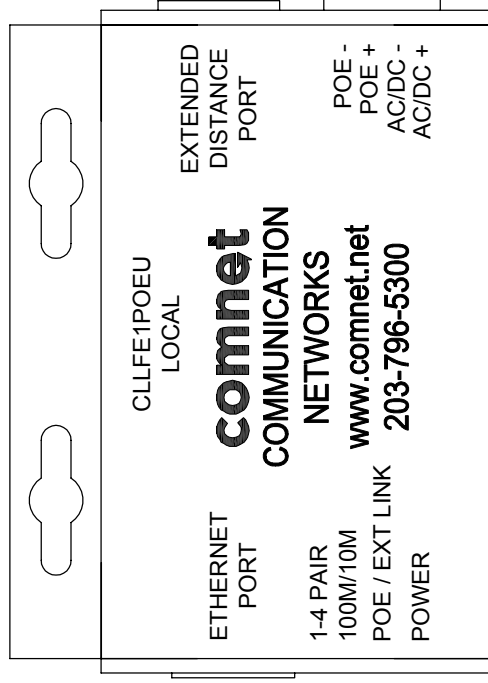 CLLFE1POEU
LOCAL
ETHERNET
PORT
1-4 PAIR
100M/10M
POE / EXT LINK
POWER
comnet
COMMUNICATION
NETWORKS
www.comnet.net
203-796-5300
EXTENDED
DISTANCE
PORT
POE -
POE +
AC/DC -
AC/DC +